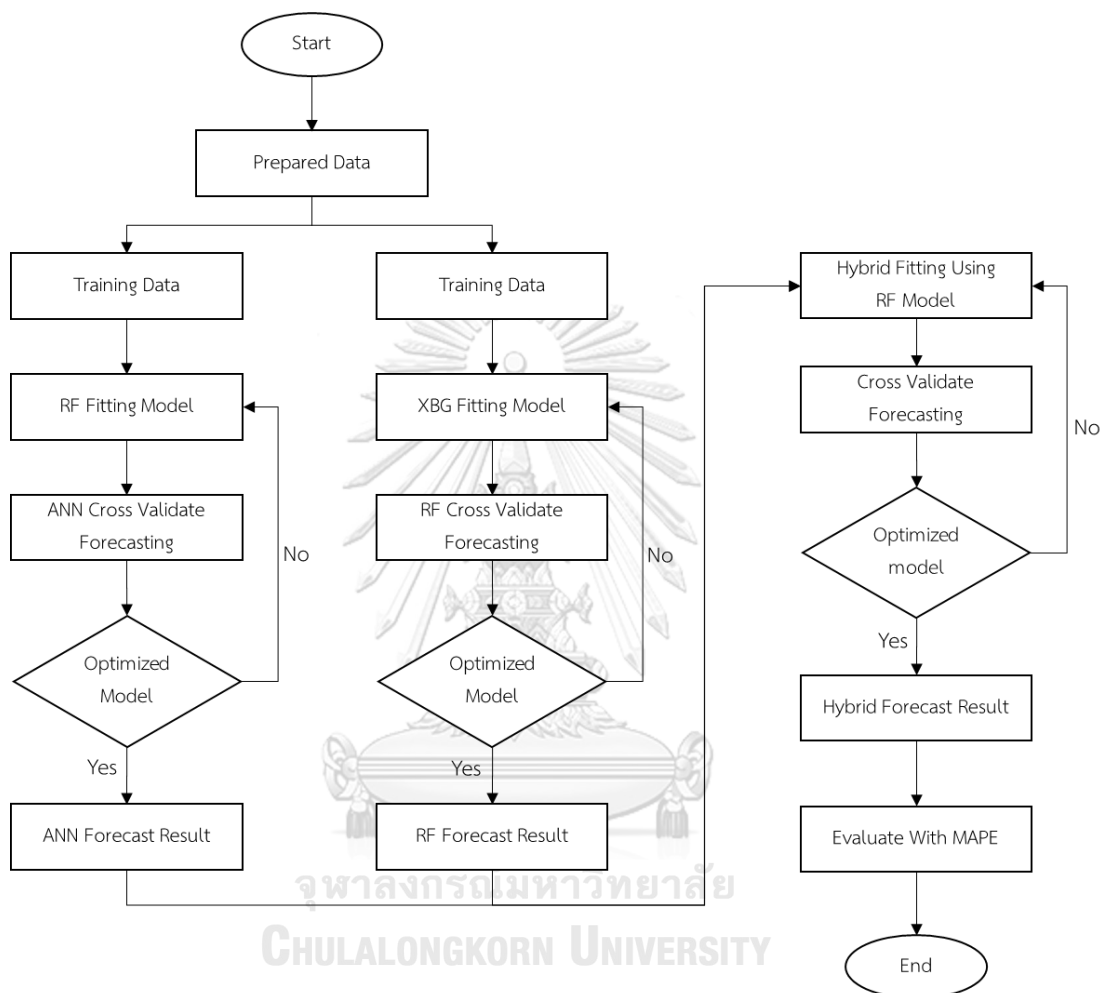 Start
Prepared Data
Training Data
RF Fitting Model
No
ANN Cross Validate
Forecasting
Optimized
Model
Yes
ANN Forecast Result
Training Data
XBG Fitting Model
No
RF Cross Validate
Forecasting
Optimized
Model
Yes
RF Forecast Result
Hybrid Fitting Using
RF Model
Cross Validate
Forecasting
No
Optimized
model
Yes
Hybrid Forecast Result
Evaluate With MAPE
End
จุฬาลงกรณ์มหาวิทยาลัย
CHULALONGKORN UNIVERSITY